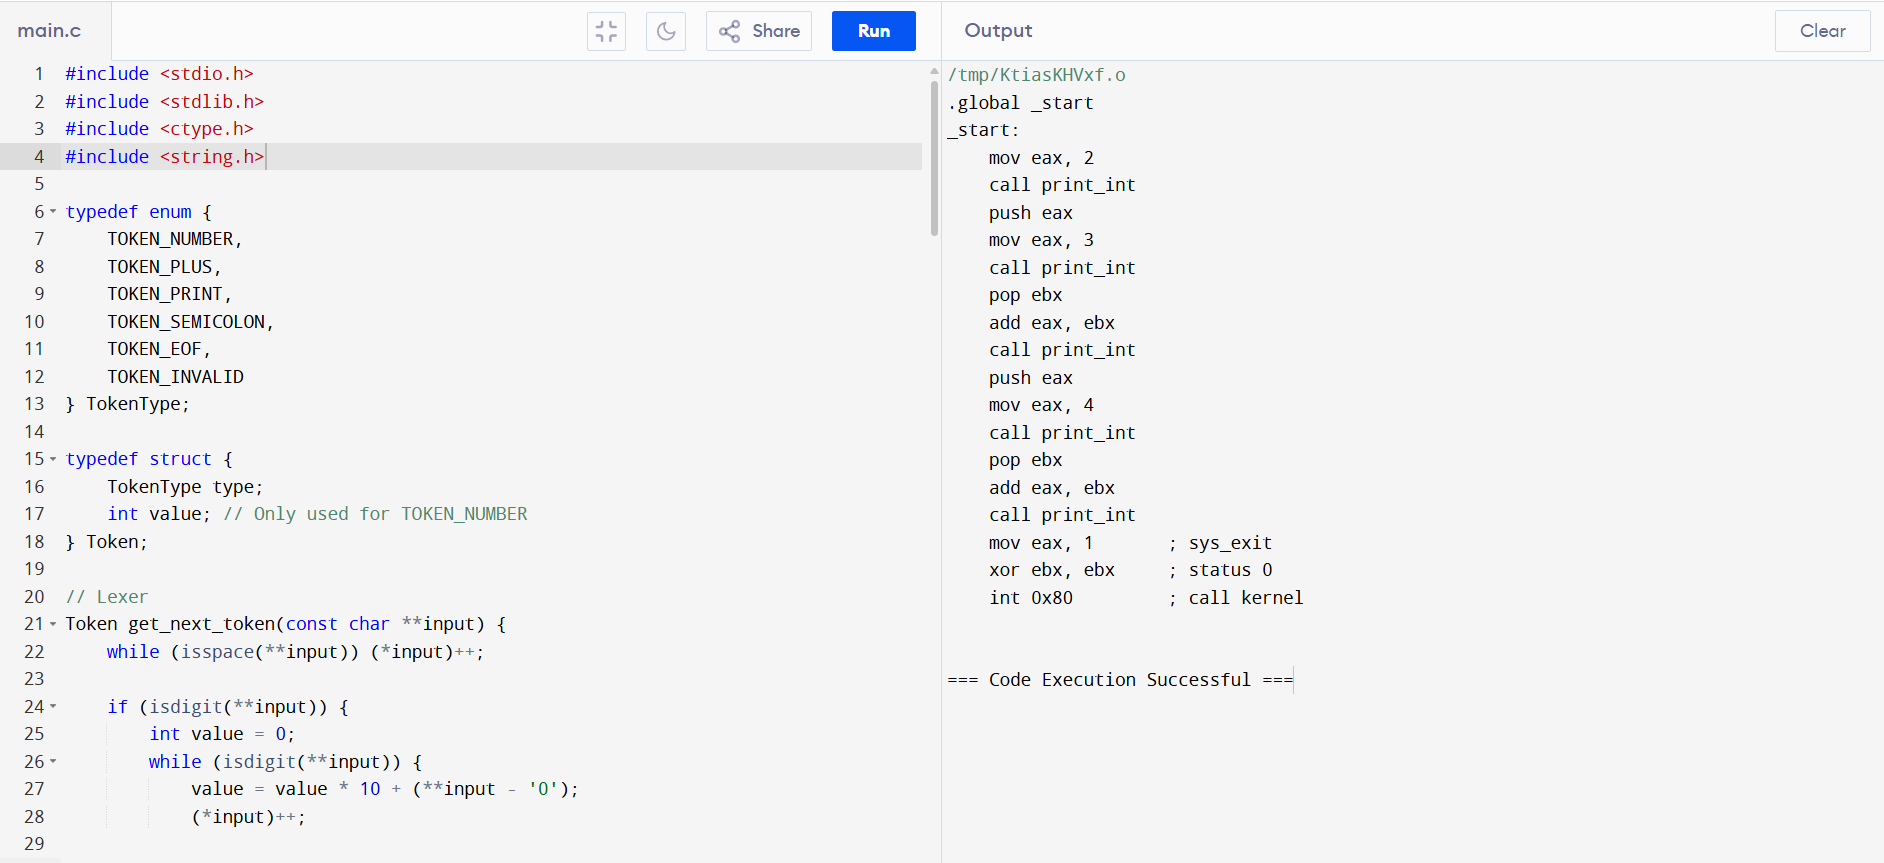 main.c
Share
Run
Output
Clear
1 #include <stdio.h>
2 #include <stdlib.h>
3 #include <ctype.h>
4 #include <string.h>
5
6 typedef enum {
7     TOKEN_NUMBER,
8     TOKEN_PLUS,
9     TOKEN_PRINT,
10     TOKEN_SEMICOLON,
11     TOKEN_EOF,
12     TOKEN_INVALID
13 } TokenType;
14
15 typedef struct {
16     TokenType type;
17     int value; // Only used for TOKEN_NUMBER
18 } Token;
19
20 // Lexer
21 Token get_next_token(const char **input) {
22     while (isspace(**input)) (*input)++;
23
24     if (isdigit(**input)) {
25         int value = 0;
26         while (isdigit(**input)) {
27             value = value * 10 + (**input - '0');
28             (*input)++;
29
/tmp/KtiasKHVxf.o
.global _start
_start:
    mov eax, 2
    call print_int
    push eax
    mov eax, 3
    call print_int
    pop ebx
    add eax, ebx
    call print_int
    push eax
    mov eax, 4
    call print_int
    pop ebx
    add eax, ebx
    call print_int
    mov eax, 1       ; sys_exit
    xor ebx, ebx     ; status 0
    int 0x80         ; call kernel
=== Code Execution Successful ===